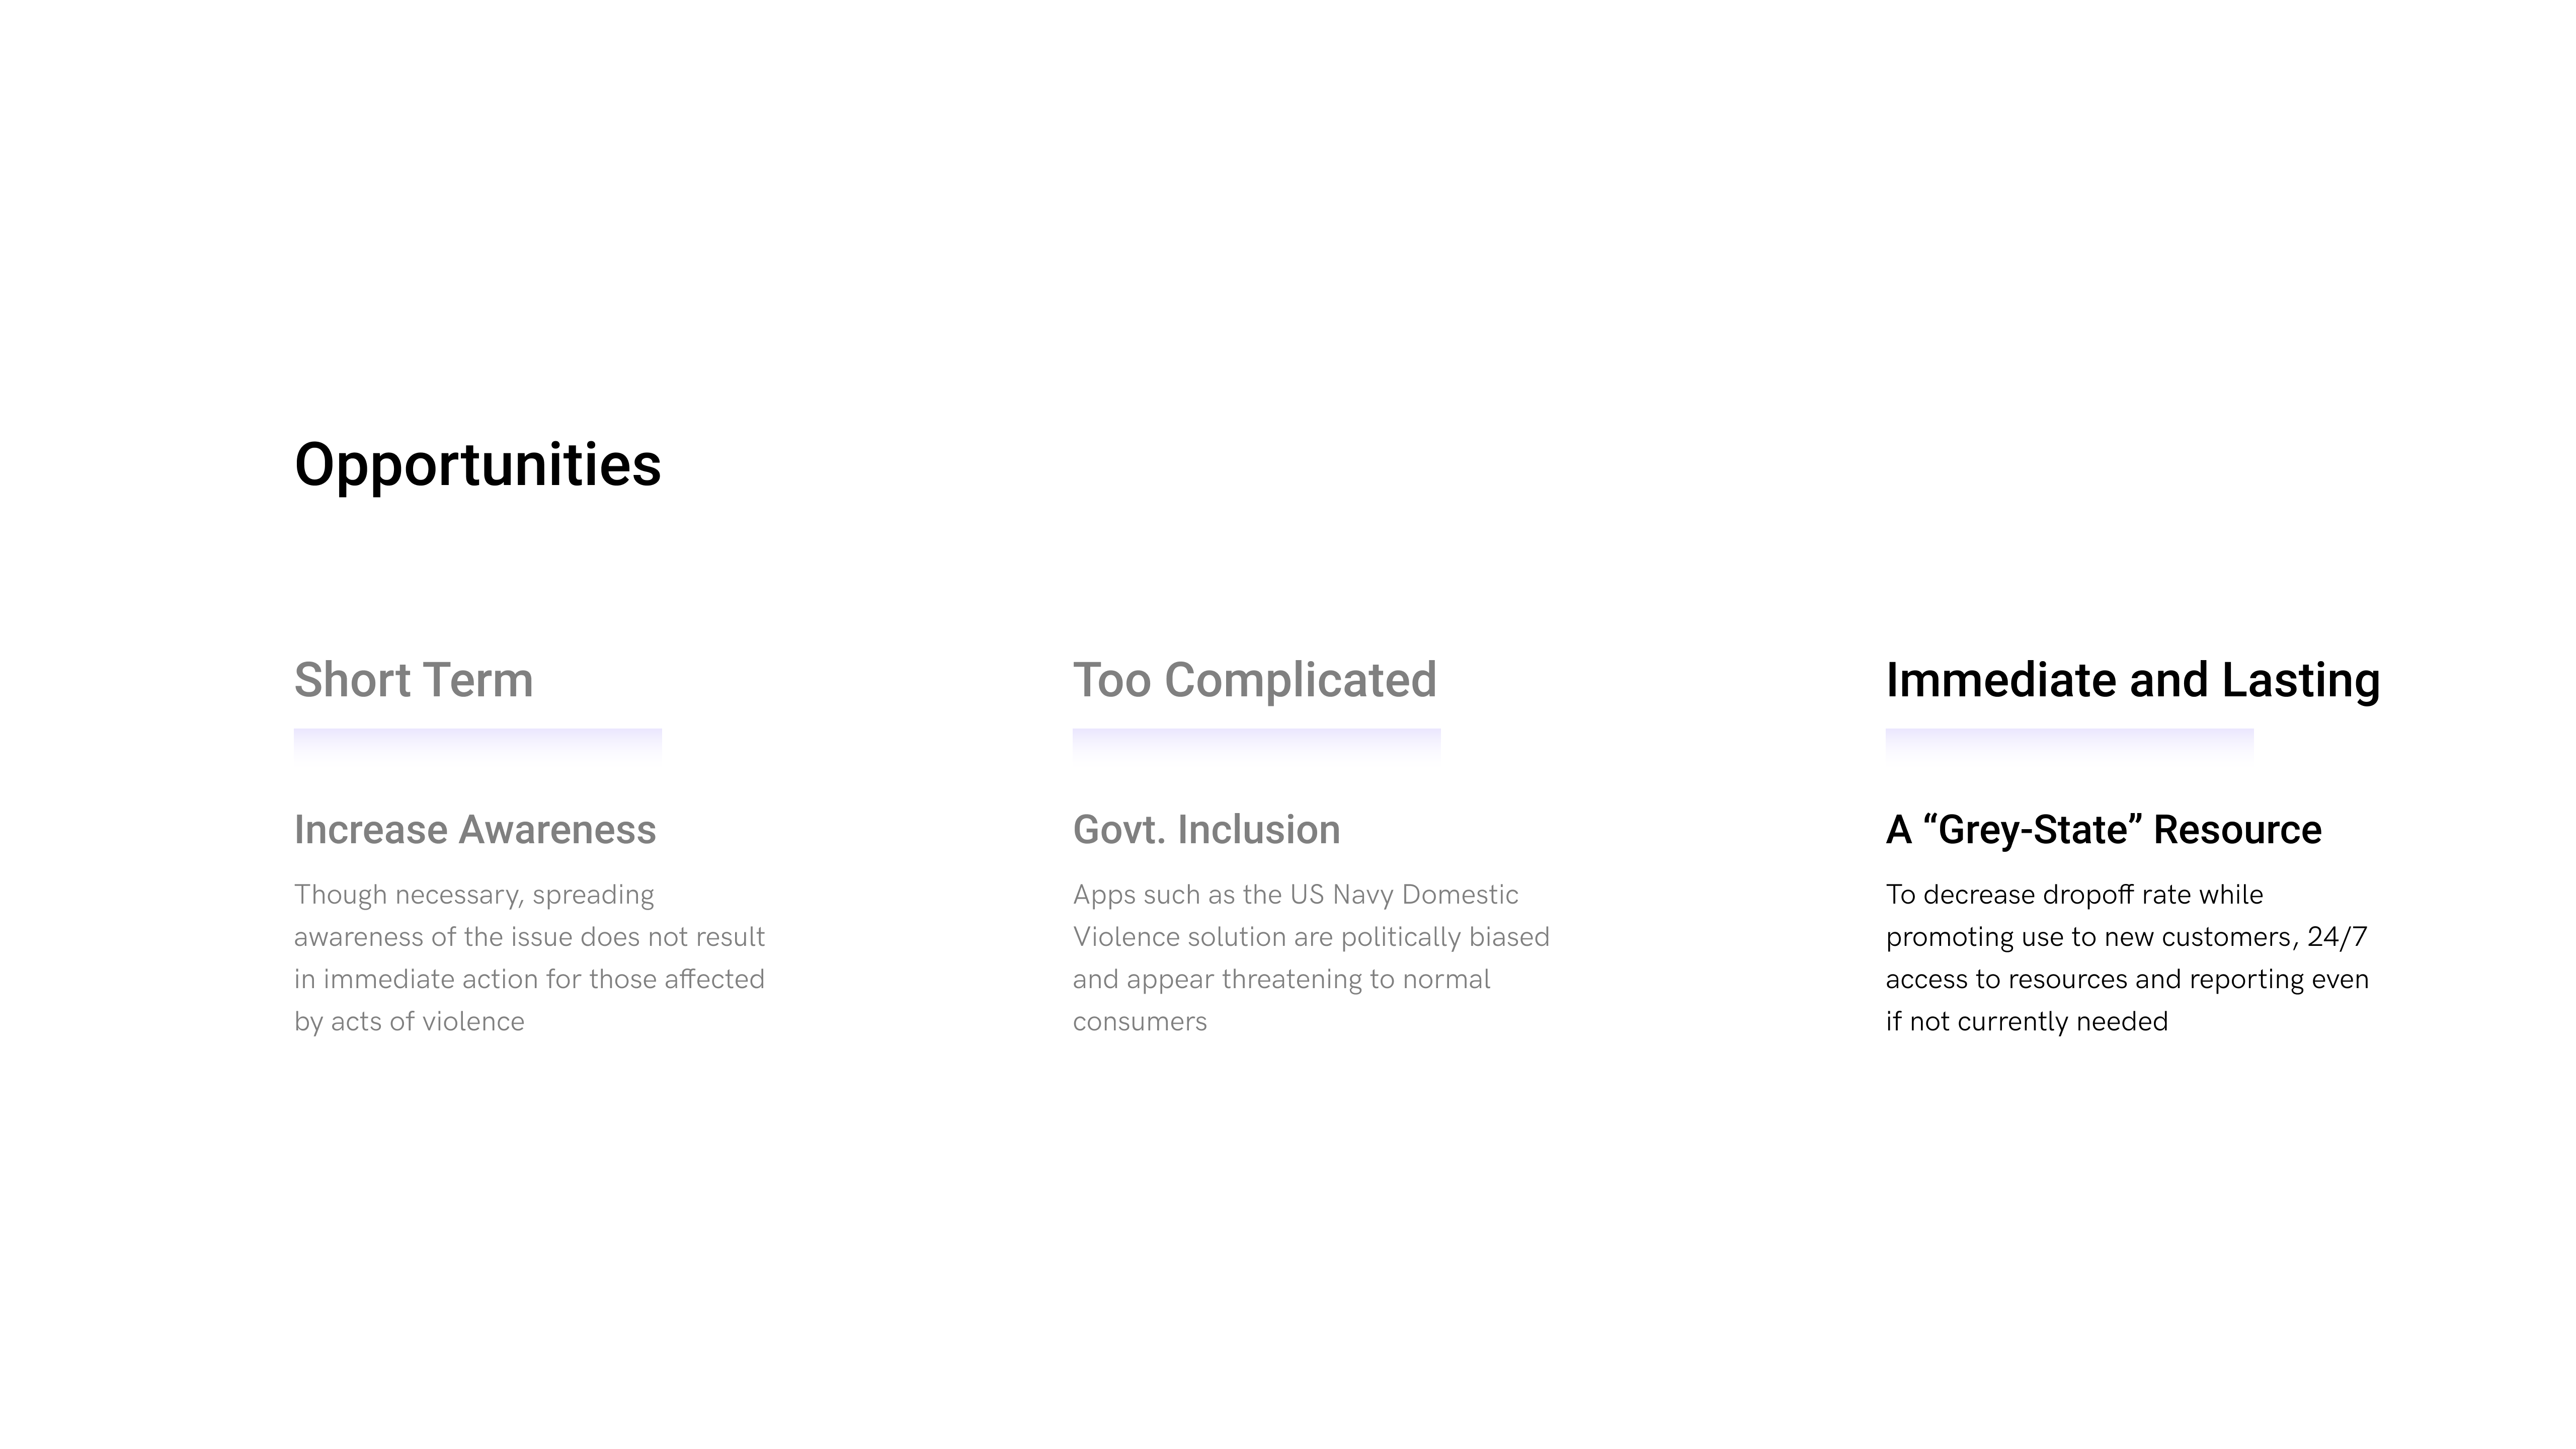 Opportunities
Short Term
Increase Awareness
Though necessary, spreading
awareness of the issue does not result
in immediate action for those affected
by acts of violence
Too Complicated
Govt. Inclusion
Apps such as the US Navy Domestic
Violence solution are politically biased
and appear threatening to normal
consumers
Immediate and Lasting
A “Grey-State” Resource
To decrease dropoff rate while
promoting use to new customers, 24/7
access to resources and reporting even
if not currently needed